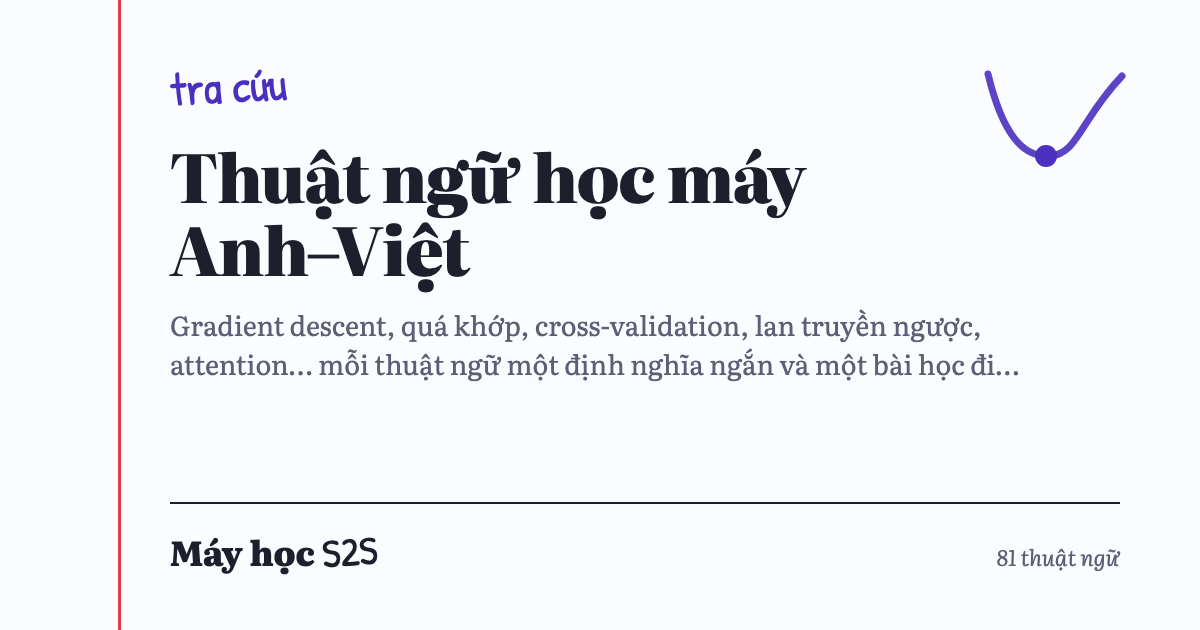 tra cứu
Thuật ngữ học máy
Anh–Việt
Gradient descent, quá khớp, cross-validation, lan truyền ngược,
attention… mỗi thuật ngữ một định nghĩa ngắn và một bài học đi…
Máy học S2S
81 thuật ngữ